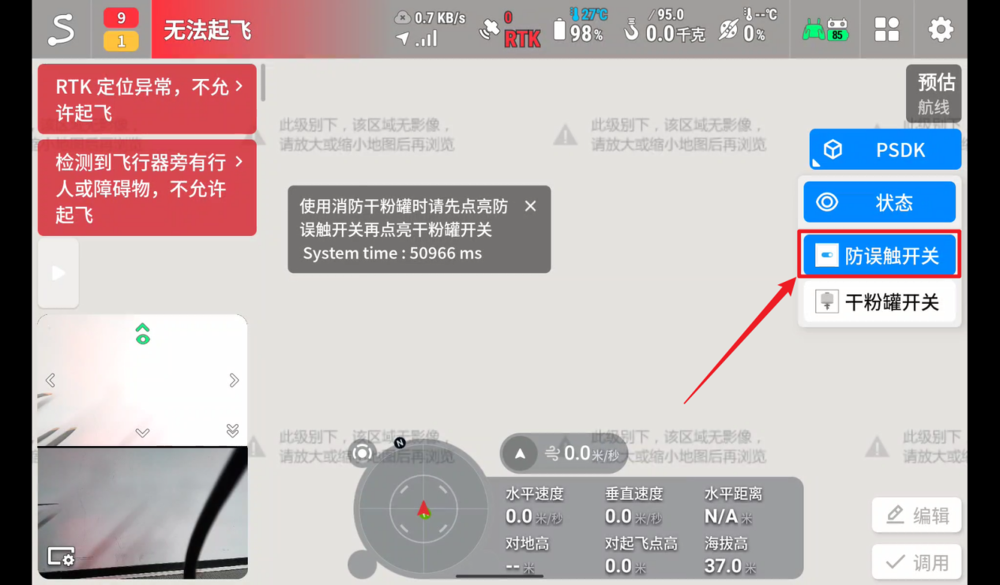 9
1
无法起飞
0.7 KB/s
0
RTK
27℃
98%
95.0
0.0千克
--℃
0%
85
RTK 定位异常，不允
许起飞
检测到飞行器旁有行
人或障碍物，不允许
起飞
此级别下，该区域无影像，
请放大或缩小地图后再浏览
此级别下，该区域无影像，
请放大或缩小地图后再浏览
预估
航线
PSDK
状态
防误触开关
干粉罐开关
使用消防干粉罐时请先点亮防
误触开关再点亮干粉罐开关
System time : 50966 ms
N
此级别下，该区域无影像，
请放大或缩小地图后再浏览
0.0米/秒
此级别下，该区域无影像，
请放大或缩小地图后再浏览
此级别下
请放大或缩
水平速度
0.0 米/秒
垂直速度
0.0 米/秒
水平距离
N/A 米
对地高
-- 米
对起飞点高
0.0 米
海拔高
37.0 米
编辑
调用